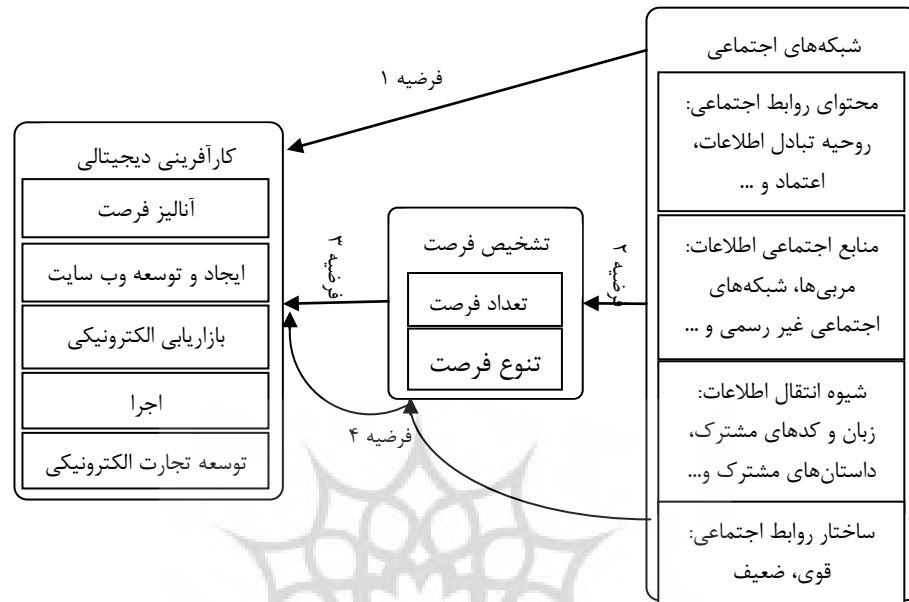 شبکه‌های اجتماعی
محتوای روابط اجتماعی:
روحیه تبادل اطلاعات،
اعتماد و ...
منابع اجتماعی اطلاعات:
مربی‌ها، شبکه‌های
اجتماعی غیر رسمی و ...
شیوه انتقال اطلاعات:
زبان و کدهای مشترک،
داستان‌های مشترک و...
ساختار روابط اجتماعی:
قوی، ضعیف
فرضیه ۱
فرضیه ۲
تشخیص فرصت
تعداد فرصت
تنوع فرصت
فرضیه ۳
فرضیه ۴
کارآفرینی دیجیتالی
آنالیز فرصت
ایجاد و توسعه وب سایت
بازاریابی الکترونیکی
اجرا
توسعه تجارت الکترونیکی